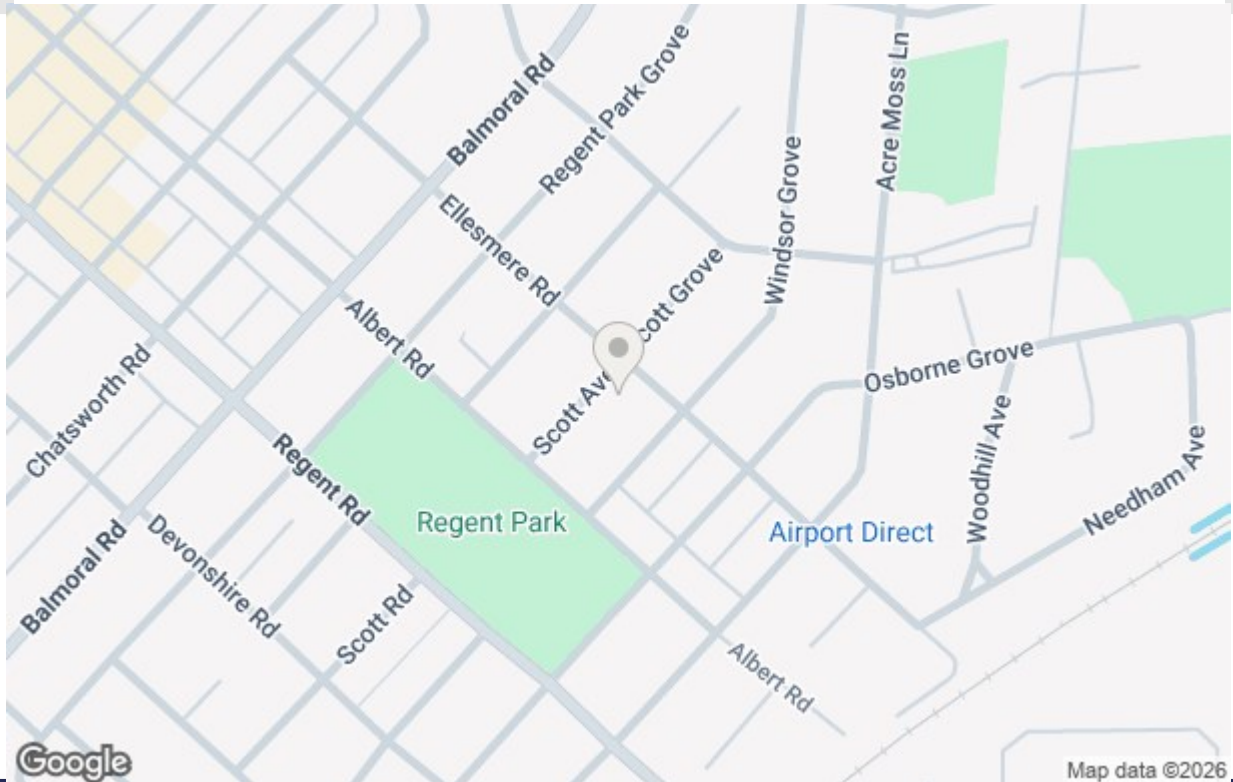 Balmoral Rd
Regent Park Grove
Acre Moss Ln
Windsor Grove
Ellesmere Rd
Scott Ave
cott Grove
Albert Rd
Osborne Grove
Chatsworth Rd
Regent Rd
Regent Park
Airport Direct
Woodhill Ave
Needham Ave
Balmoral Rd
Devonshire Rd
Scott Rd
Albert Rd
Google
Map data ©2026